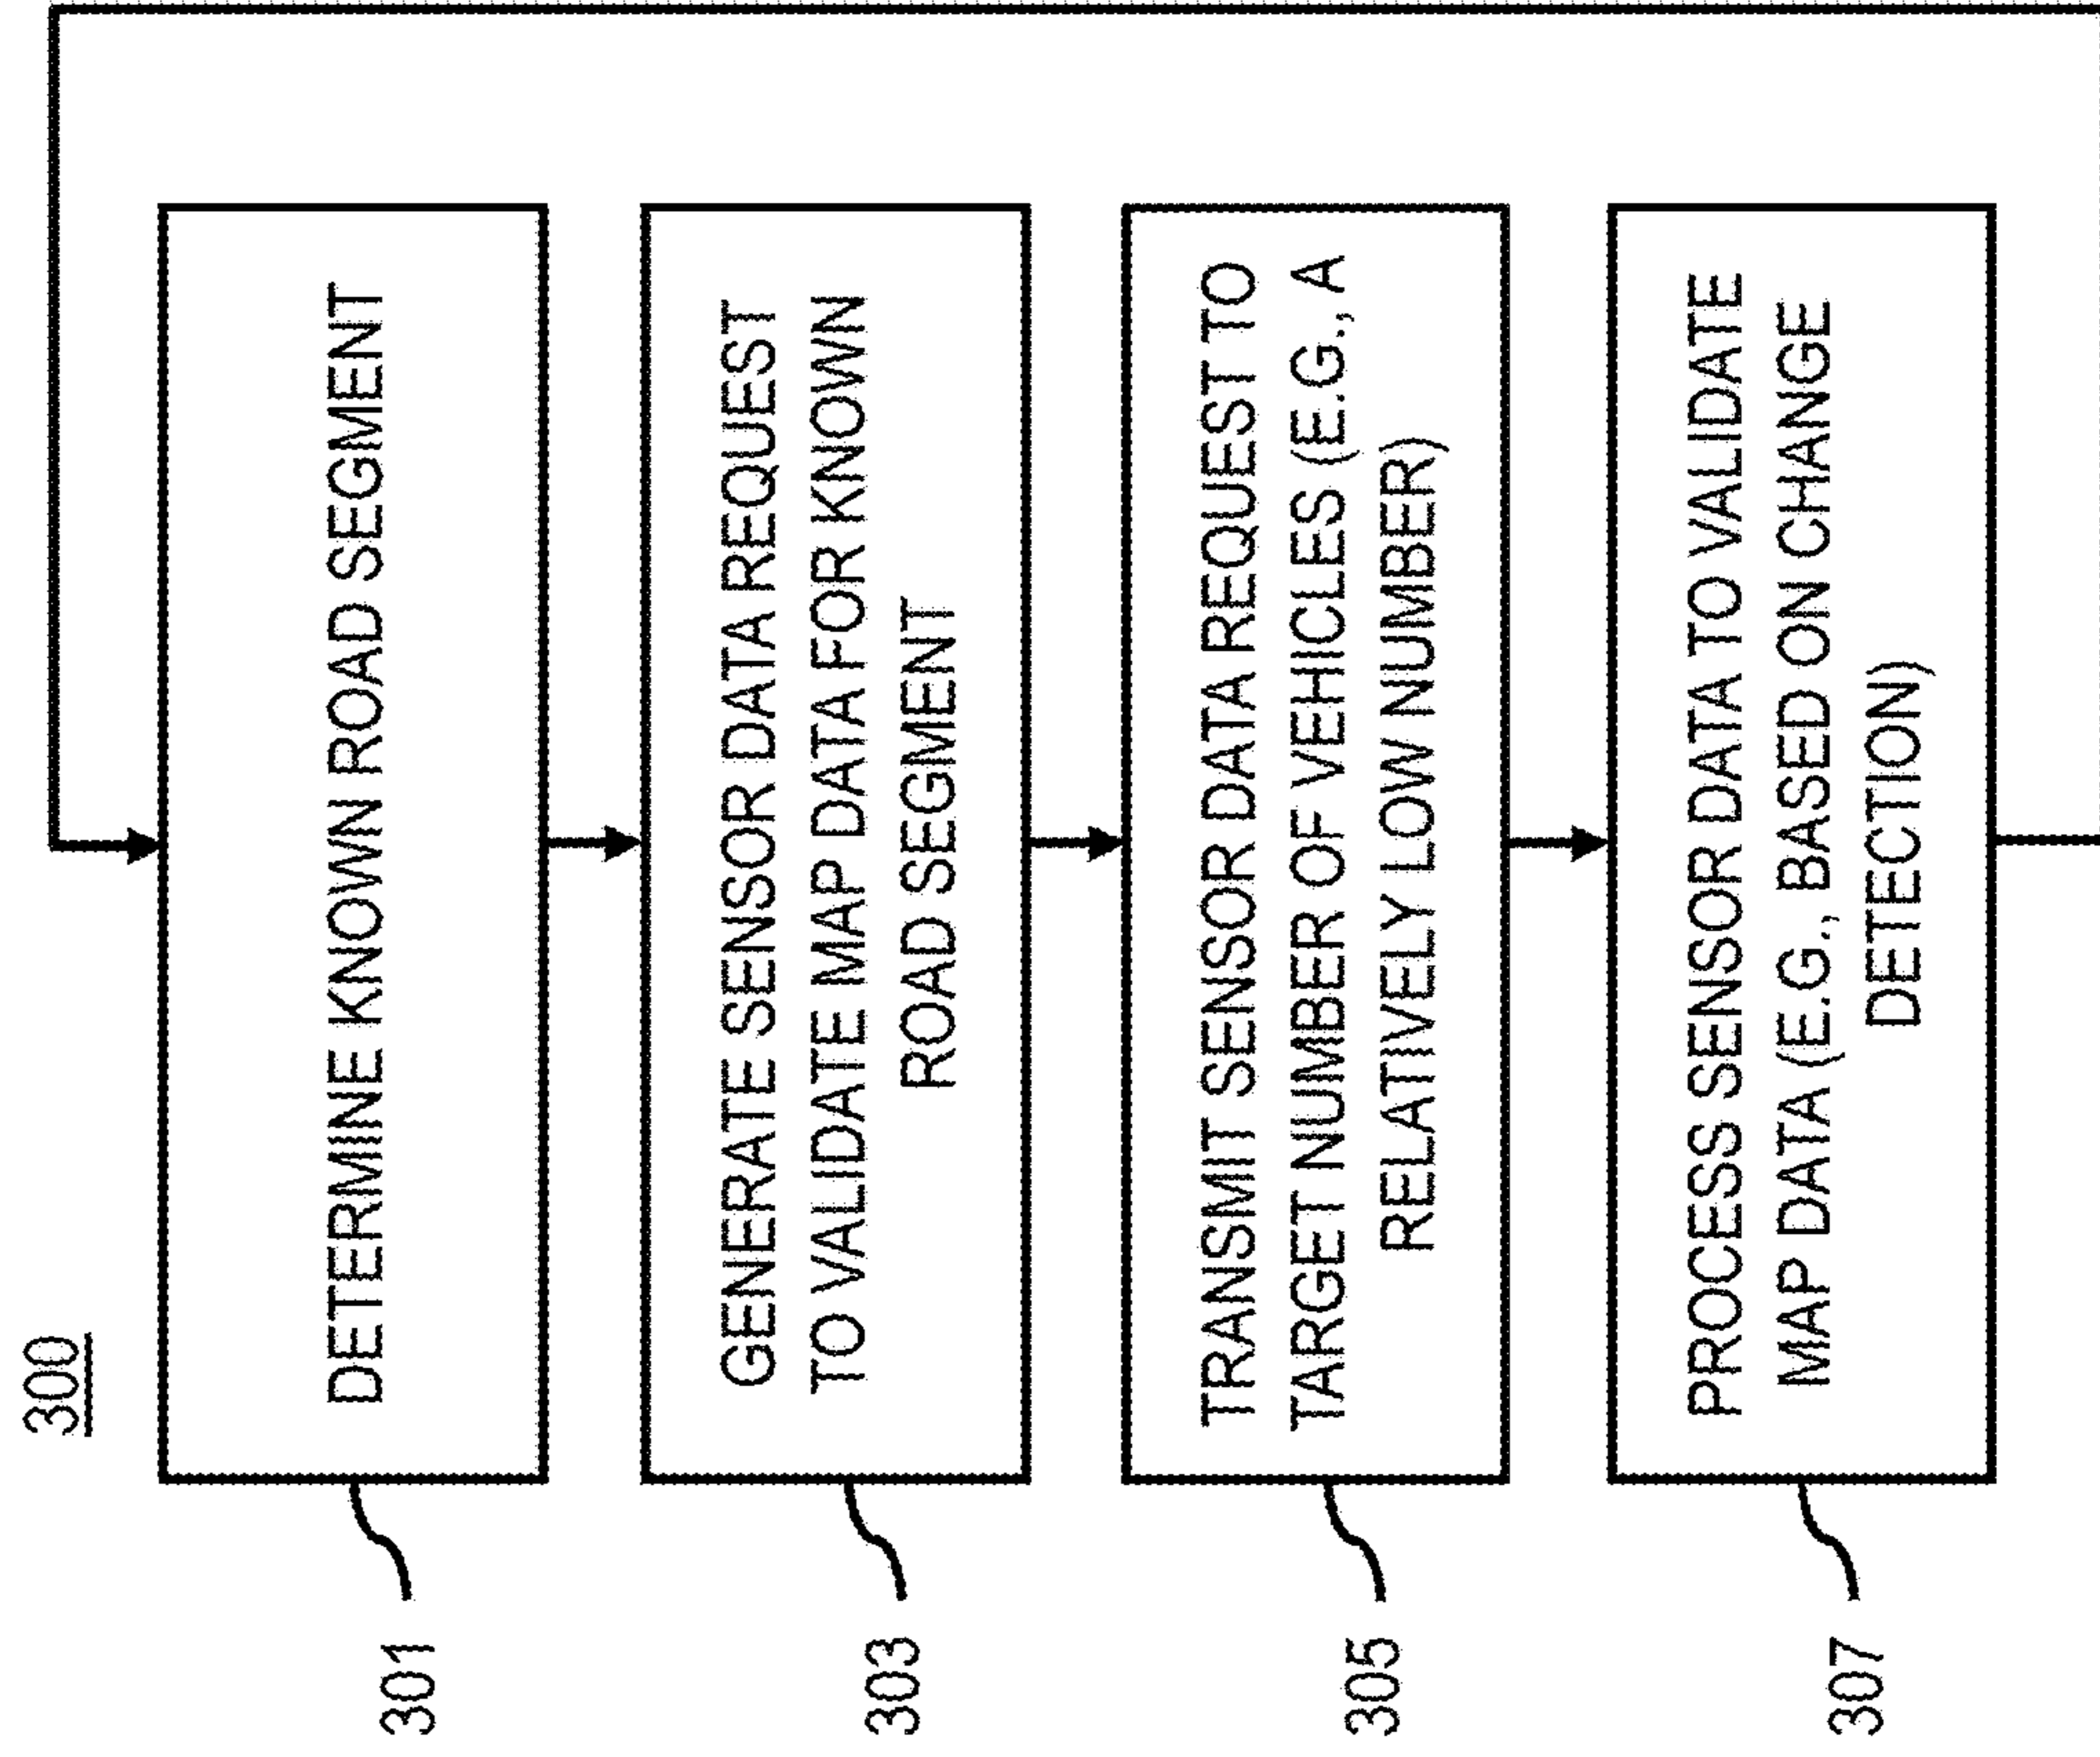 300
301
DETERMINE KNOWN ROAD SEGMENT
303
GENERATE SENSOR DATA REQUEST
TO VALIDATE MAP DATA FOR KNOWN
ROAD SEGMENT
305
TRANSMIT SENSOR DATA REQUEST TO
TARGET NUMBER OF VEHICLES (E.G., A
RELATIVELY LOW NUMBER)
307
PROCESS SENSOR DATA TO VALIDATE
MAP DATA (E.G., BASED ON CHANGE
DETECTION)